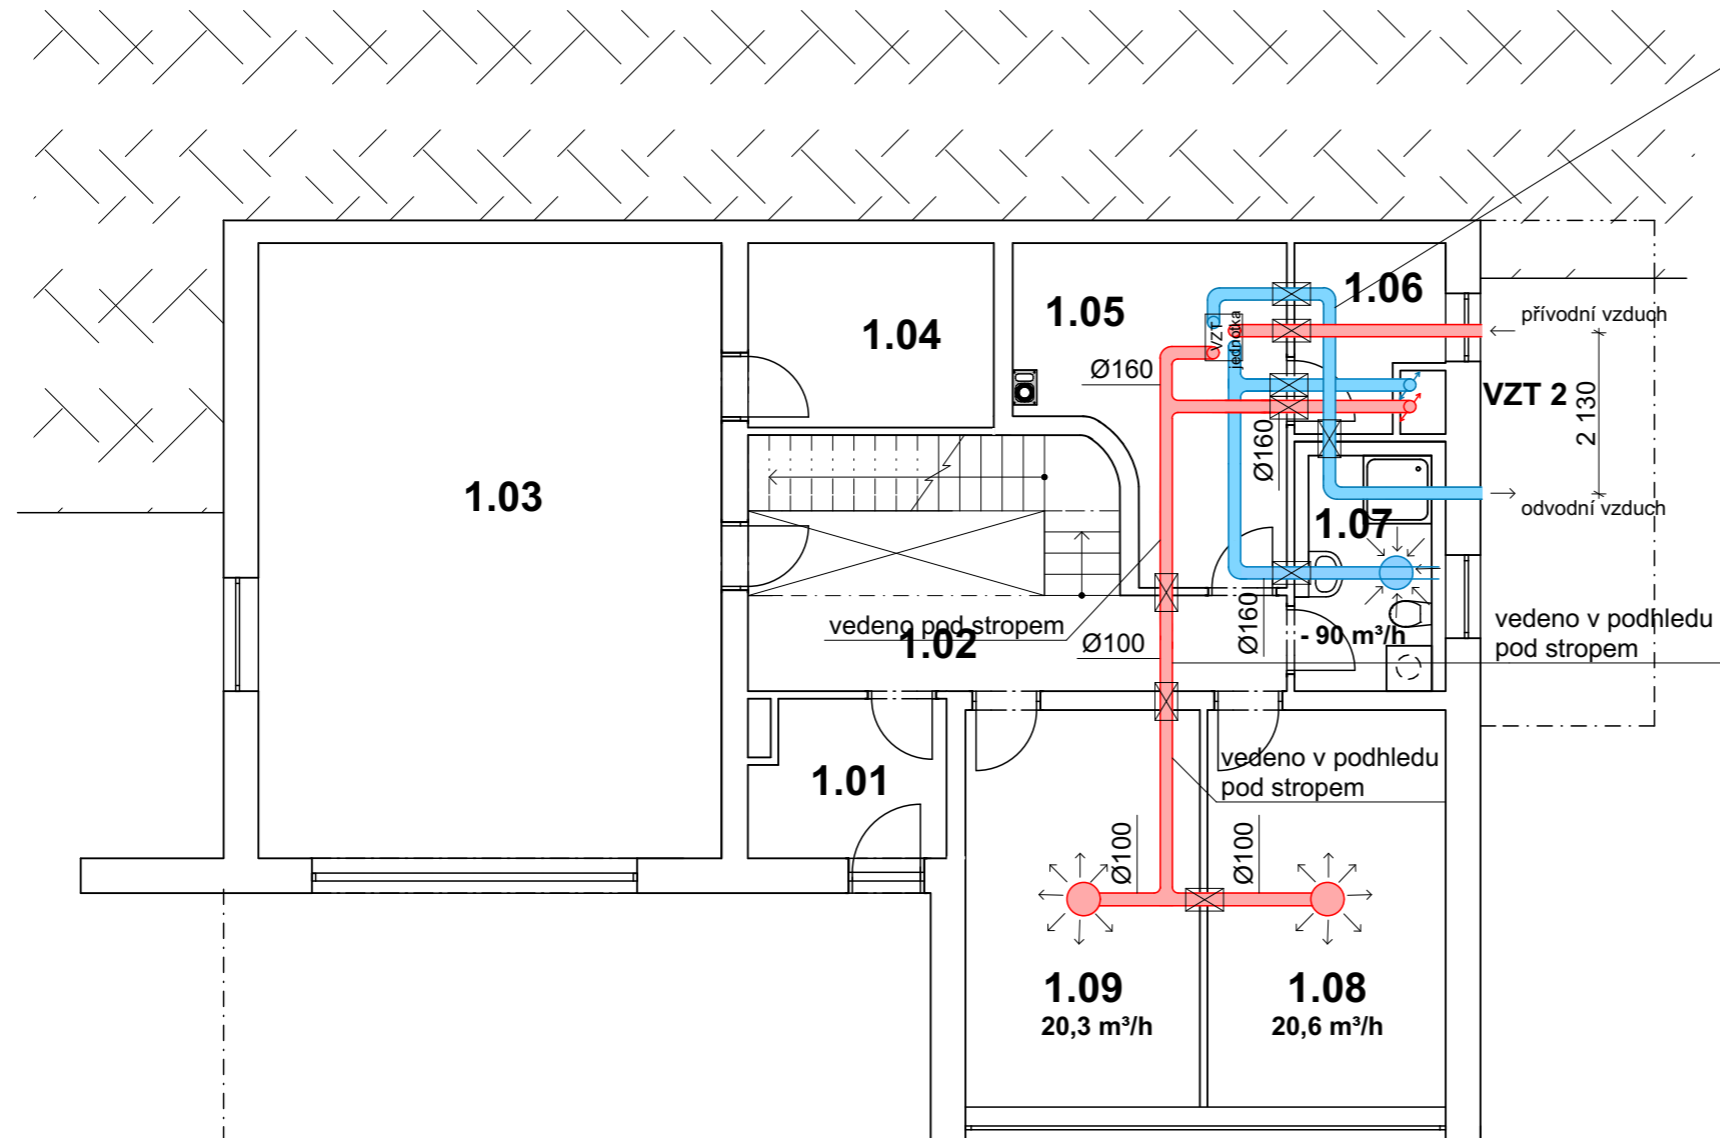 1.06
1.05
přívodní vzduch
VZT
jednotka
1.04
Ø160
VZT 2
2 130
Ø160
1.03
odvodní vzduch
1.07
vedeno pod stropem
1.02
Ø100
Ø160
- 90 m³/h
vedeno v podhledu
pod stropem
1.01
vedeno v podhledu
pod stropem
Ø100
Ø100
1.09
20,3 m³/h
1.08
20,6 m³/h